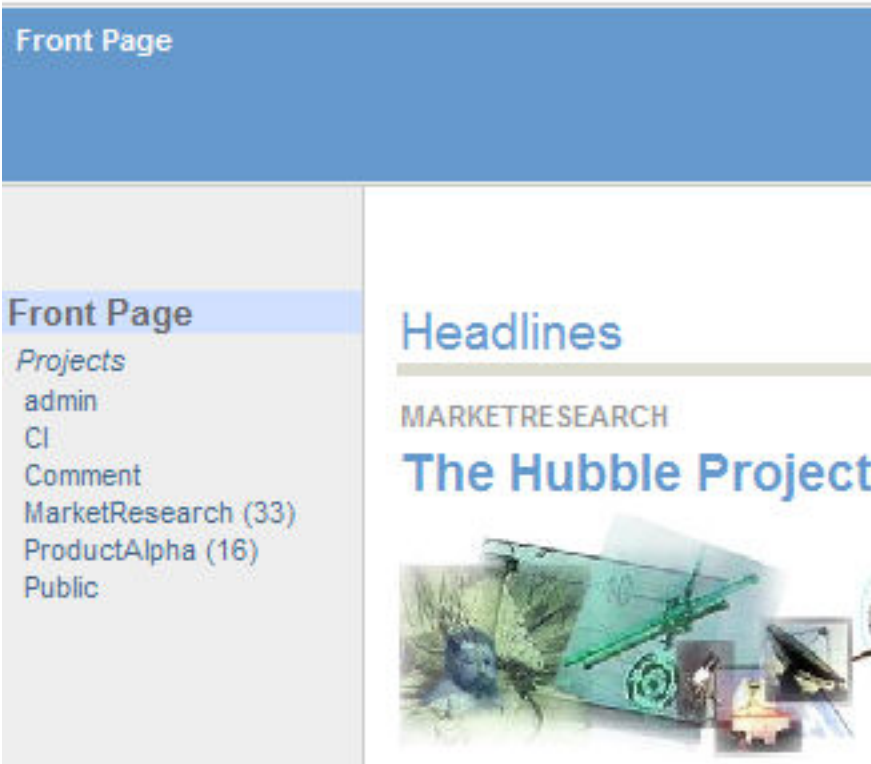 Front Page
Front Page
Projects
admin
CI
Comment
MarketResearch (33)
ProductAlpha (16)
Public
Headlines
MARKETRESEARCH
The Hubble Project